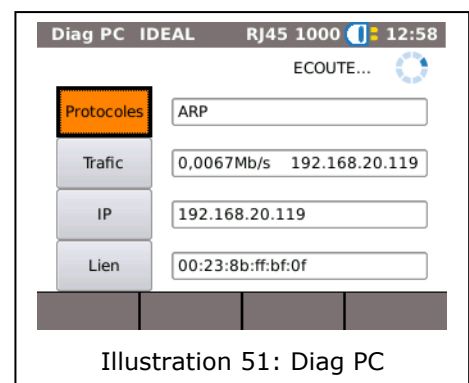 Diag PC IDEAL RJ45 1000 12:58
ECOUTE...
Protocoles ARP
Trafic 0,0067Mb/s 192.168.20.119
IP 192.168.20.119
Lien 00:23:8b:ff:bf:0f
Illustration 51: Diag PC